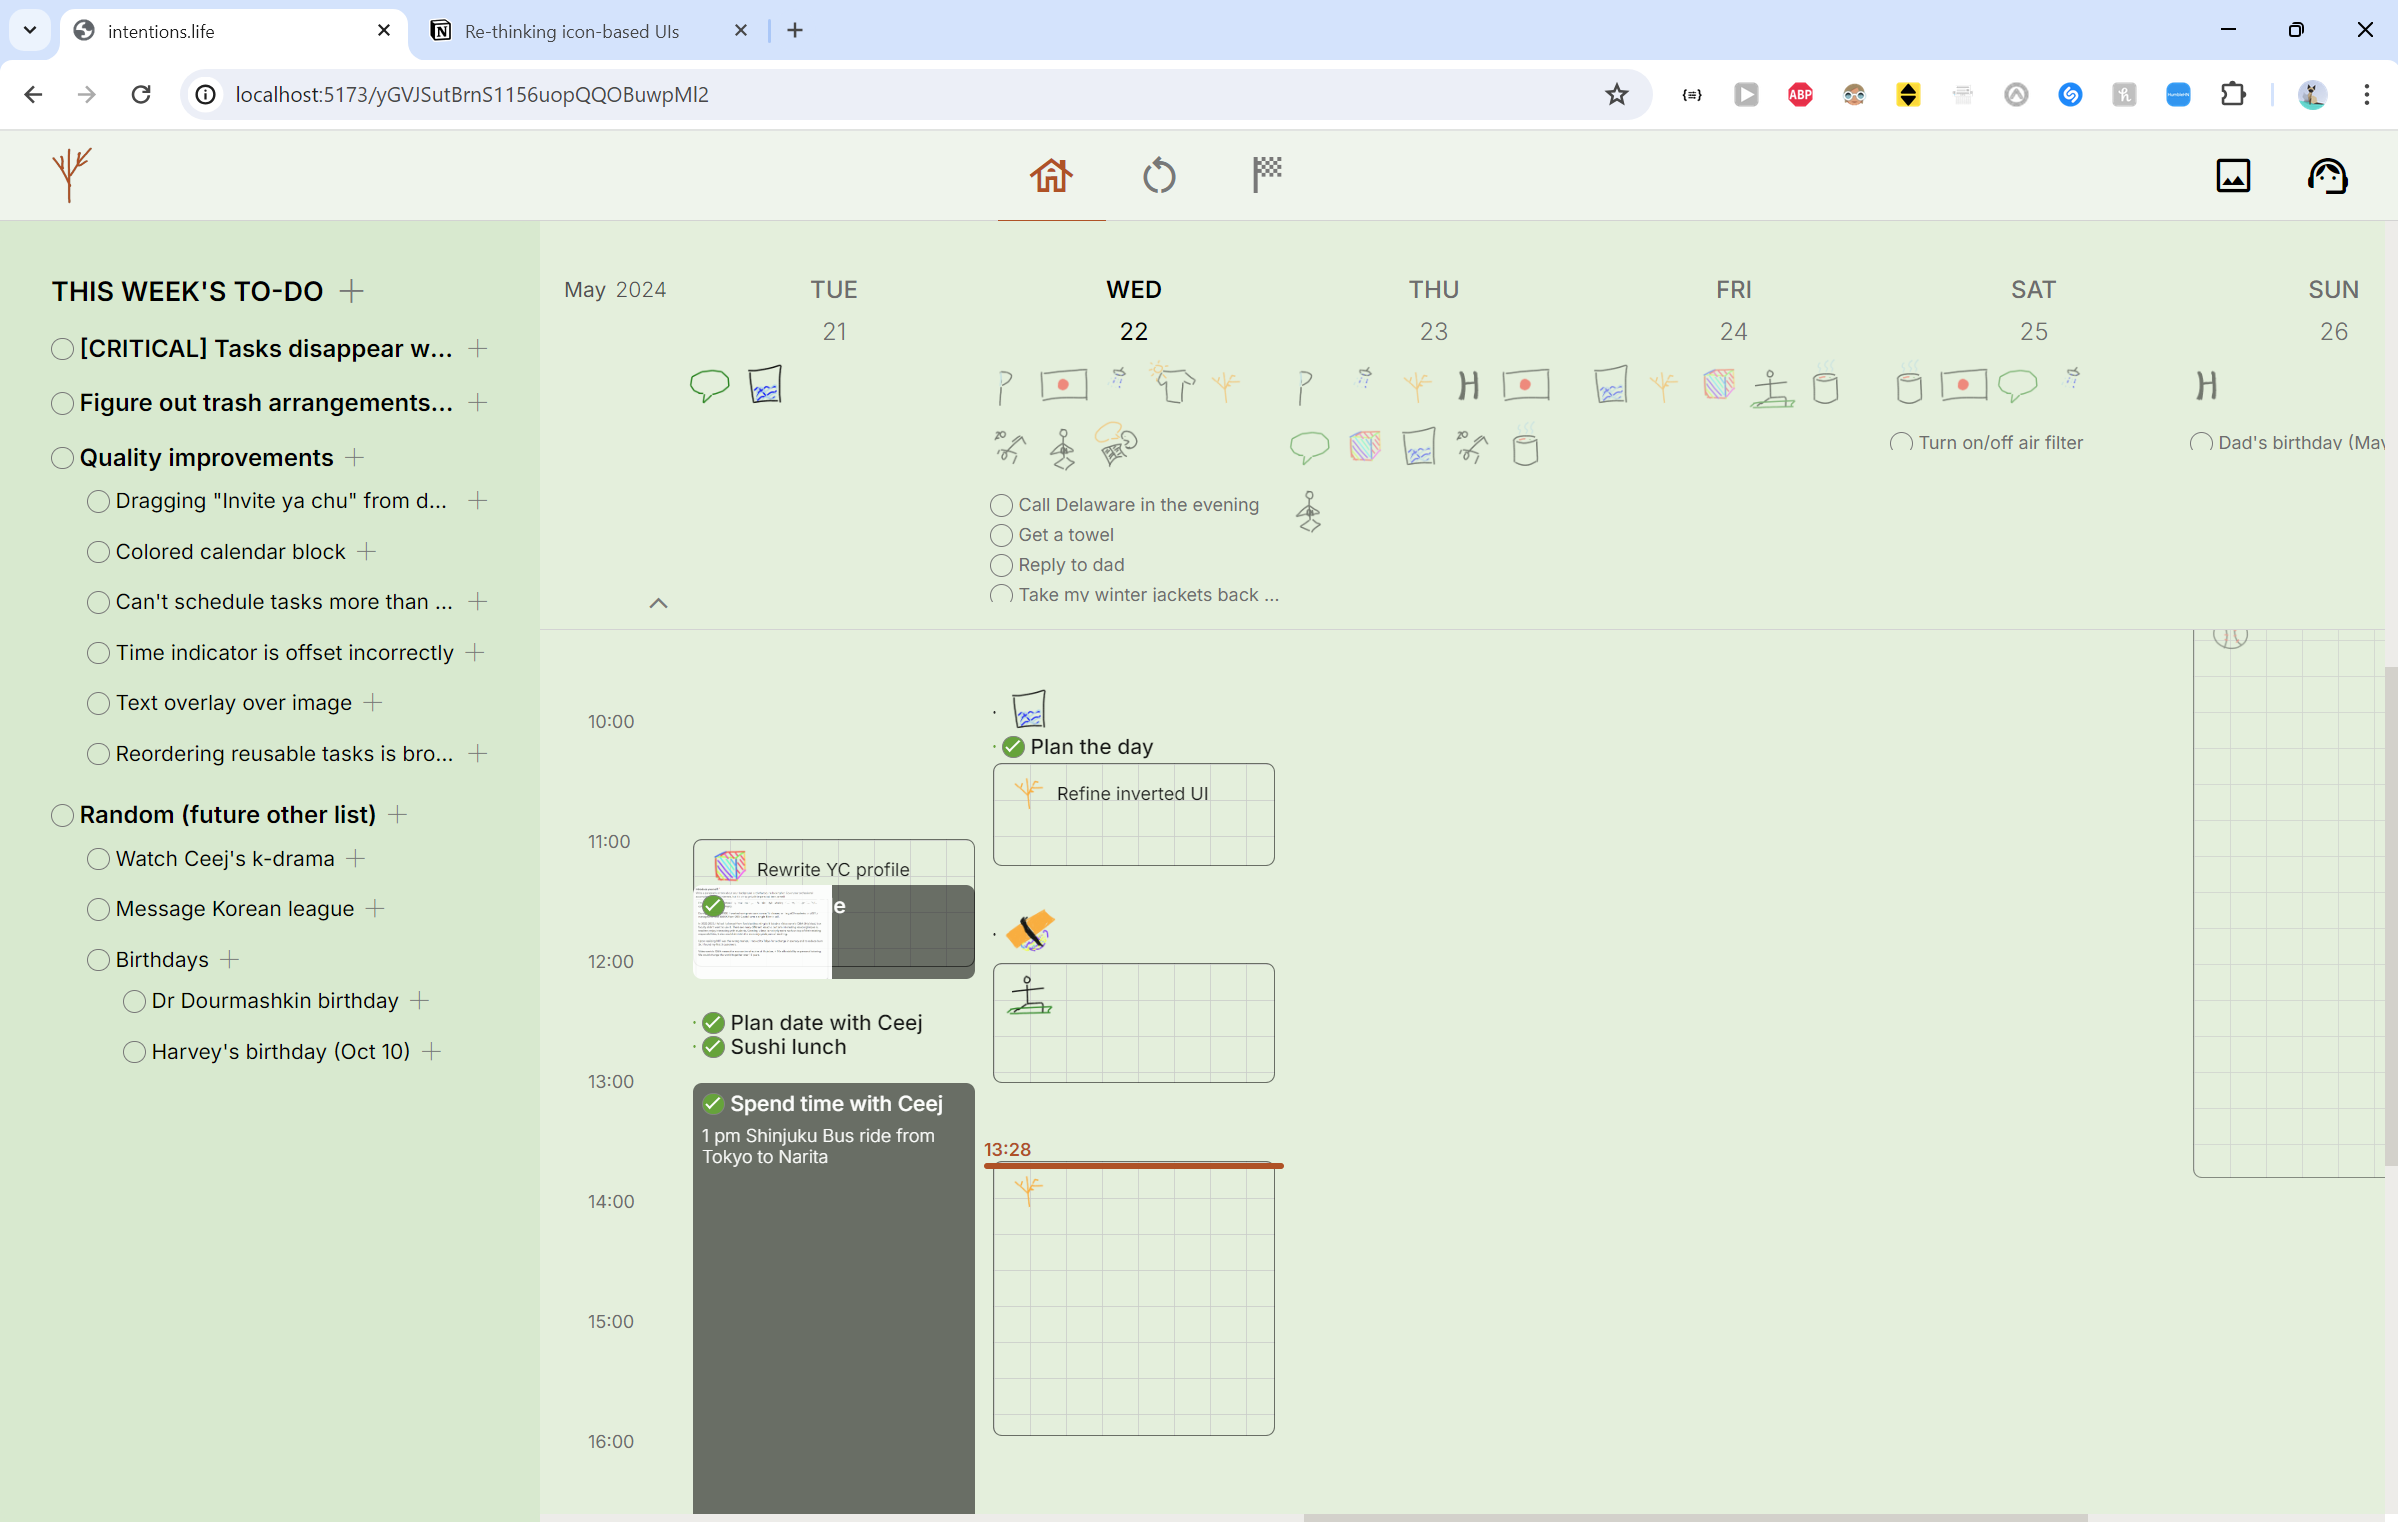 intentions.life
Re-thinking icon-based UIs
localhost:5173/yGVJSutBrnS1156uopQQOBuwpMl2
ABP
THIS WEEK'S TO-DO
[CRITICAL] Tasks disappear w...
Figure out trash arrangements...
Quality improvements
Dragging "Invite ya chu" from d...
Colored calendar block
Can't schedule tasks more than ...
Time indicator is offset incorrectly
Text overlay over image
Reordering reusable tasks is bro...
Random (future other list)
Watch Ceej's k-drama
Message Korean league
Birthdays
Dr Dourmashkin birthday
Harvey's birthday (Oct 10)
May 2024
TUE
21
WED
22
THU
23
FRI
24
SAT
25
SUN
26
Call Delaware in the evening
Get a towel
Reply to dad
Take my winter jackets back ...
Turn on/off air filter
Dad's birthday (May
10:00
11:00
12:00
13:00
14:00
15:00
16:00
Rewrite YC profile
e
Plan date with Ceej
Sushi lunch
Spend time with Ceej
1 pm Shinjuku Bus ride from
Tokyo to Narita
Plan the day
Refine inverted UI
13:28